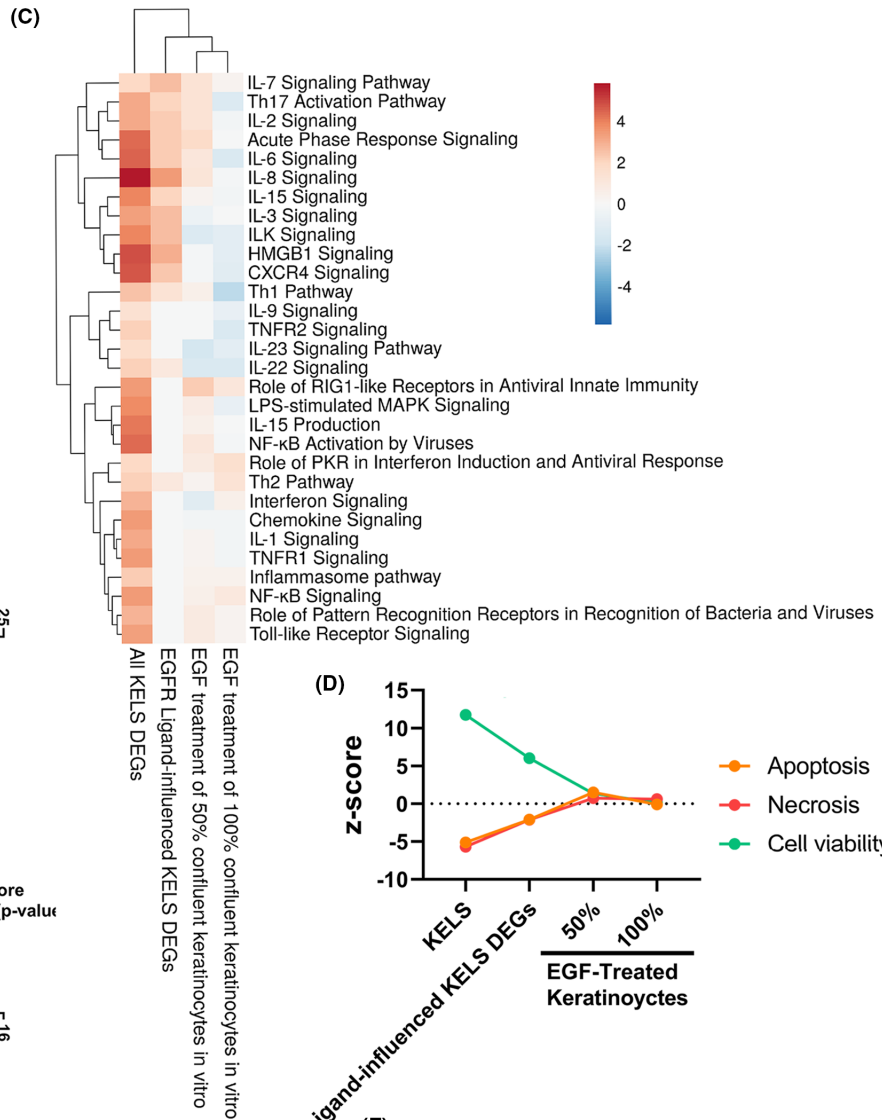 (C)
IL-7 Signaling Pathway
Th17 Activation Pathway
IL-2 Signaling
Acute Phase Response Signaling
IL-6 Signaling
IL-8 Signaling
IL-15 Signaling
IL-3 Signaling
ILK Signaling
HMGB1 Signaling
CXCR4 Signaling
Th1 Pathway
IL-9 Signaling
TNFR2 Signaling
IL-23 Signaling Pathway
IL-22 Signaling
Role of RIG1-like Receptors in Antiviral Innate Immunity
LPS-stimulated MAPK Signaling
IL-15 Production
NF-κB Activation by Viruses
Role of PKR in Interferon Induction and Antiviral Response
Th2 Pathway
Interferon Signaling
Chemokine Signaling
IL-1 Signaling
TNFR1 Signaling
Inflammasome pathway
NF-κB Signaling
Role of Pattern Recognition Receptors in Recognition of Bacteria and Viruses
Toll-like Receptor Signaling
4
2
0
-2
-4
All KELS DEGs
EGFR Ligand-influenced KELS DEGs
EGF treatment of 50% confluent keratinocytes in vitro
EGF treatment of 100% confluent keratinocytes in vitro
25
ore
(p-value
16
(D)
z-score
15
10
5
0
-5
-10
KELS
igand-influenced KELS DEGs
50%
100%
EGF-Treated
Keratinoyctes
Apoptosis
Necrosis
Cell viability